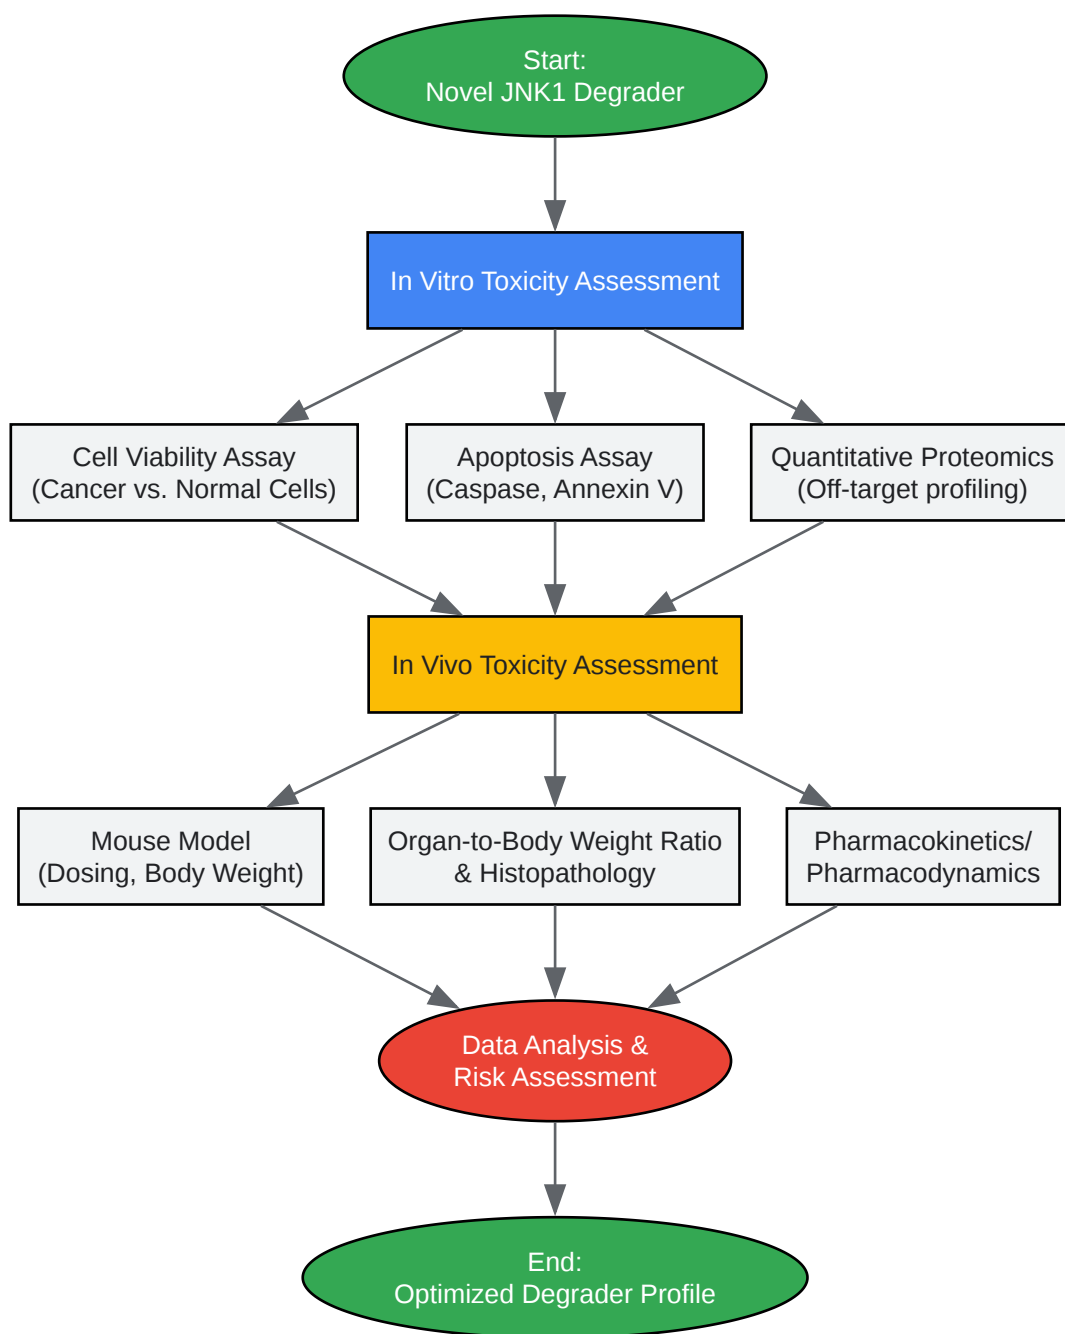 Start:
Novel JNK1 Degrader
In Vitro Toxicity Assessment
Cell Viability Assay
(Cancer vs. Normal Cells)
Apoptosis Assay
(Caspase, Annexin V)
Quantitative Proteomics
(Off-target profiling)
In Vivo Toxicity Assessment
Mouse Model
(Dosing, Body Weight)
Organ-to-Body Weight Ratio
& Histopathology
Pharmacokinetics/
Pharmacodynamics
Data Analysis &
Risk Assessment
End:
Optimized Degrader Profile